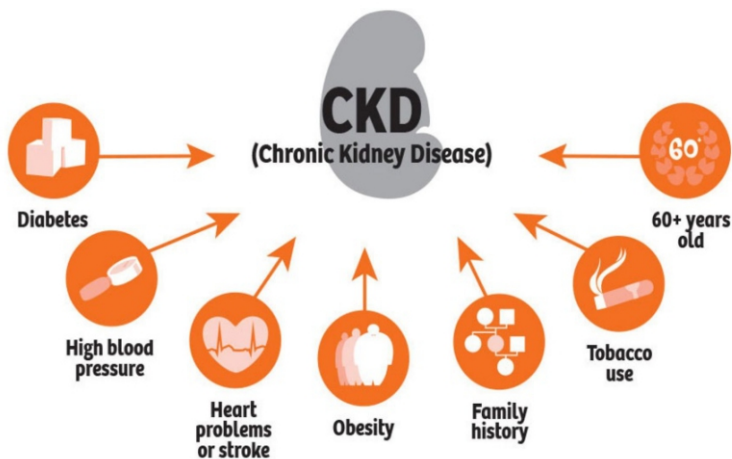 CKD
(Chronic Kidney Disease)
60+
Diabetes
60+ years
old
High blood
pressure
Tobacco
use
Heart
problems
or stroke
Obesity
Family
history